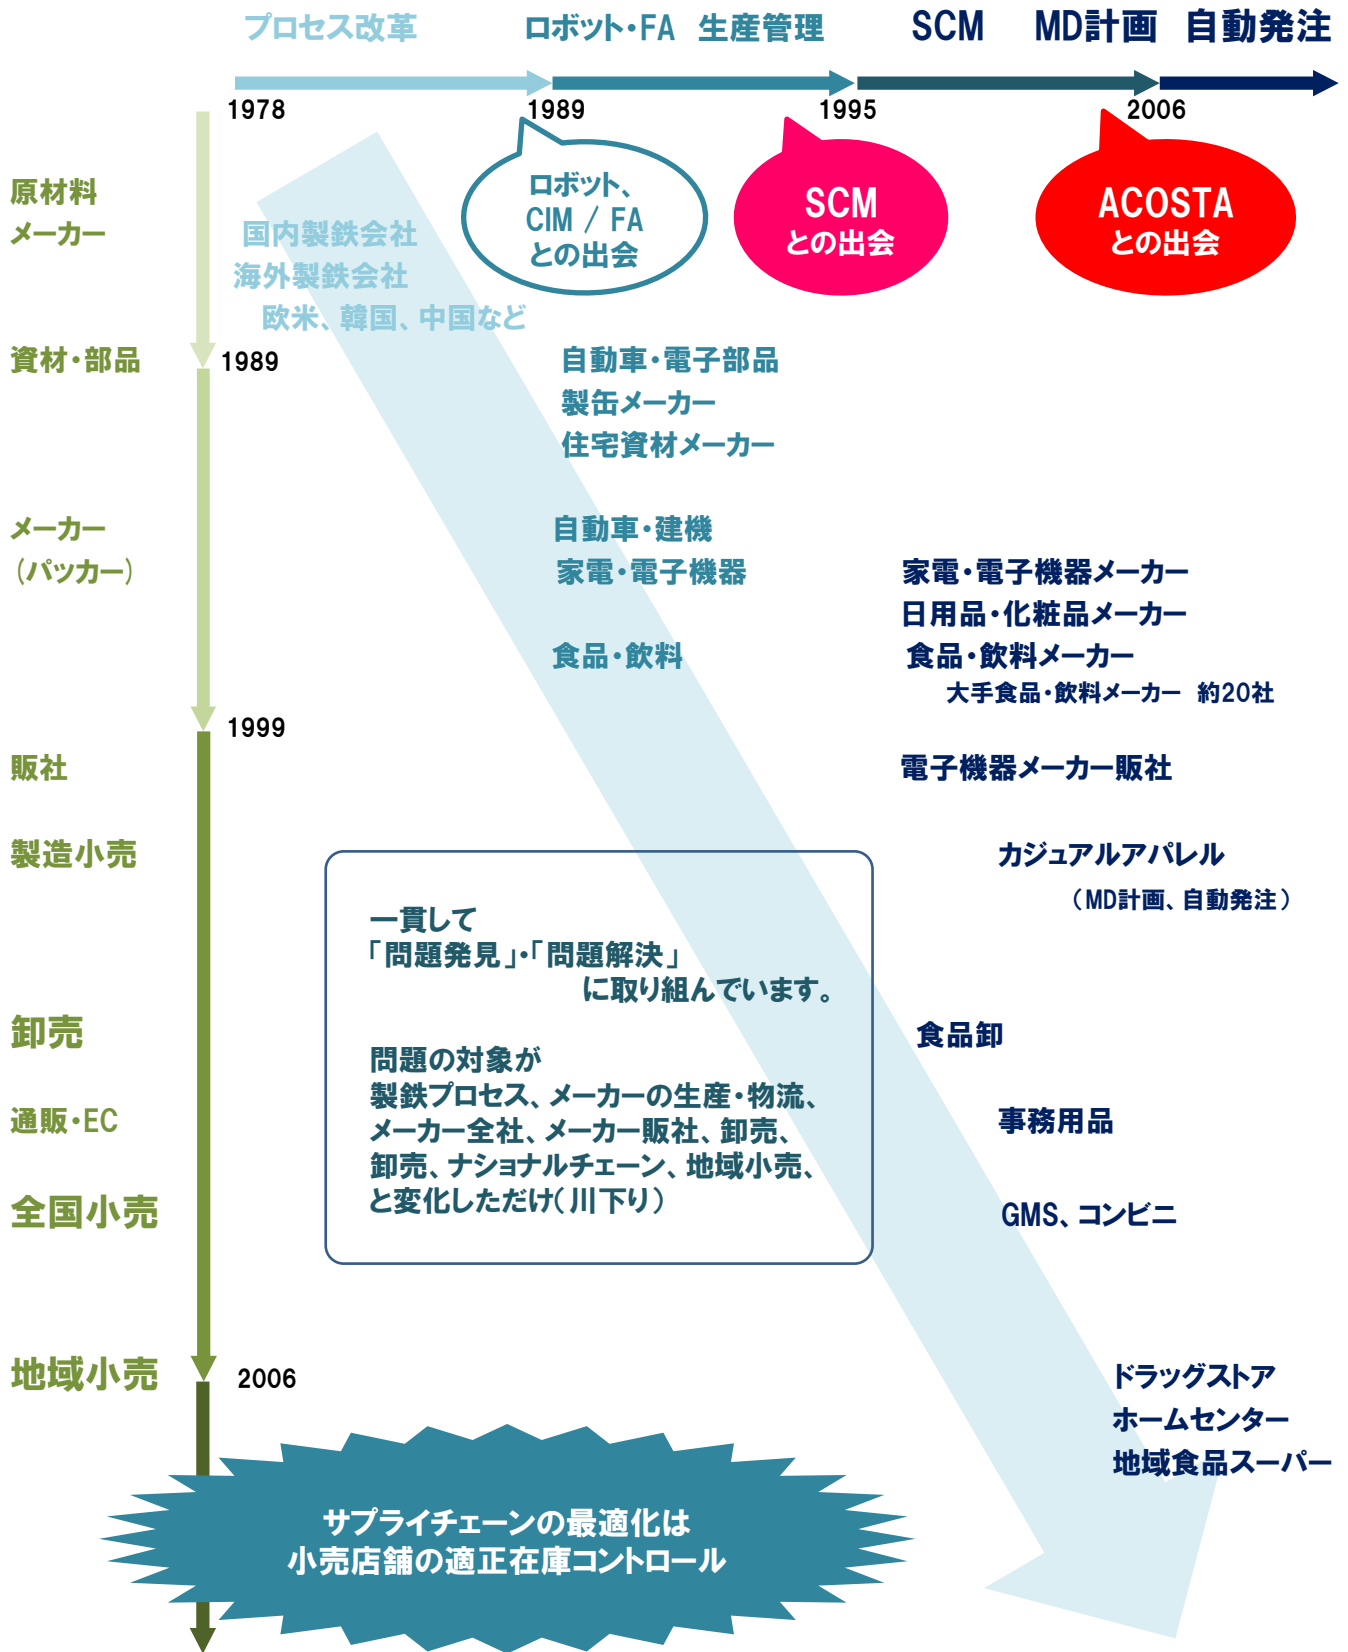 プロセス改革
ロボット・FA 生産管理
SCM MD計画 自動発注
1978
1989
1995
2006
ロボット、
CIM / FA
との出会
SCM
との出会
ACOSTA
との出会
原材料
メーカー
国内製鉄会社
海外製鉄会社
欧米、韓国、中国など
資材・部品
1989
自動車・電子部品
製缶メーカー
住宅資材メーカー
メーカー
（パッカー）
自動車・建機
家電・電子機器
食品・飲料
家電・電子機器メーカー
日用品・化粧品メーカー
食品・飲料メーカー
大手食品・飲料メーカー 約20社
1999
販社
電子機器メーカー販社
製造小売
カジュアルアパレル
（MD計画、自動発注）
一貫して
「問題発見」・「問題解決」
に取り組んでいます。
問題の対象が
製鉄プロセス、メーカーの生産・物流、
メーカー全社、メーカー販社、卸売、
卸売、ナショナルチェーン、地域小売、
と変化しただけ（川下り）
卸売
食品卸
通販・EC
事務用品
全国小売
GMS、コンビニ
地域小売
2006
ドラッグストア
ホームセンター
地域食品スーパー
サプライチェーンの最適化は
小売店舗の適正在庫コントロール